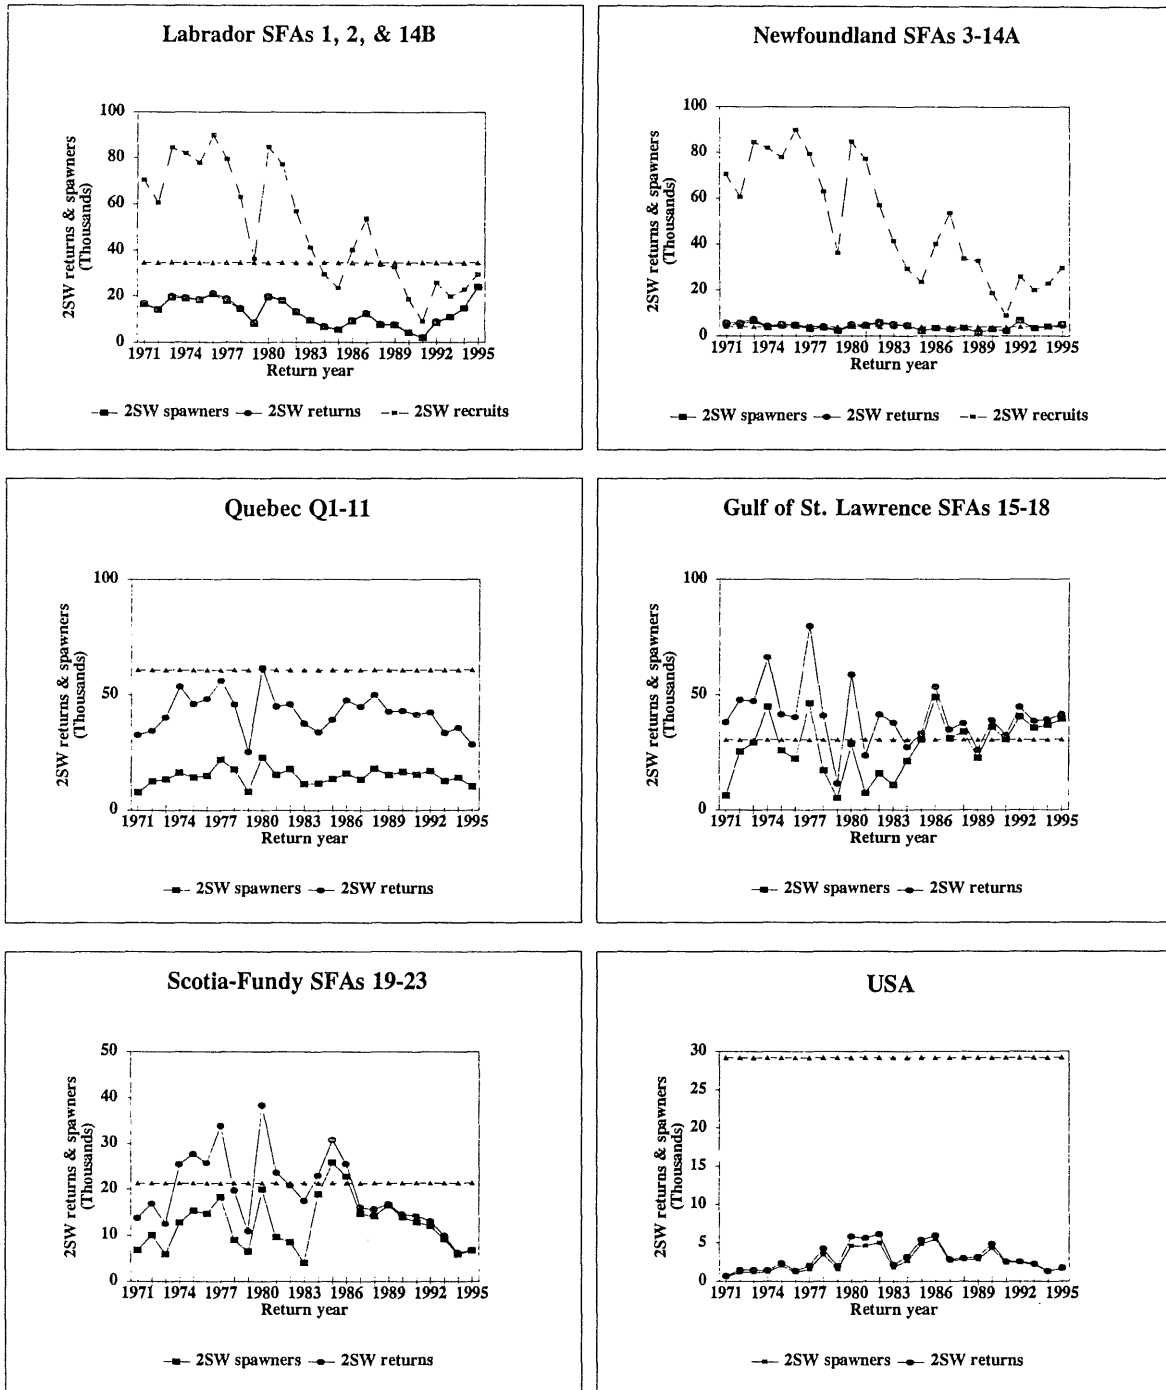 Labrador SFAs 1, 2, & 14B
2SW returns & spawners
(Thousands)
100
80
60
40
20
0
1971 1974 1977 1980 1983 1986 1989 1992 1995
Return year
2SW spawners 2SW returns 2SW recruits
Newfoundland SFAs 3-14A
2SW returns & spawners
(Thousands)
100
80
60
40
20
0
1971 1974 1977 1980 1983 1986 1989 1992 1995
Return year
2SW spawners 2SW returns 2SW recruits
Quebec Q1-11
2SW returns & spawners
(Thousands)
100
50
0
1971 1974 1977 1980 1983 1986 1989 1992 1995
Return year
2SW spawners 2SW returns
Gulf of St. Lawrence SFAs 15-18
2SW returns & spawners
(Thousands)
100
50
0
1971 1974 1977 1980 1983 1986 1989 1992 1995
Return year
2SW spawners 2SW returns
Scotia-Fundy SFAs 19-23
2SW returns & spawners
(Thousands)
50
40
30
20
10
0
1971 1974 1977 1980 1983 1986 1989 1992 1995
Return year
2SW spawners 2SW returns
USA
2SW returns & spawners
(Thousands)
30
25
20
15
10
5
0
1971 1974 1977 1980 1983 1986 1989 1992 1995
Return year
2SW spawners 2SW returns